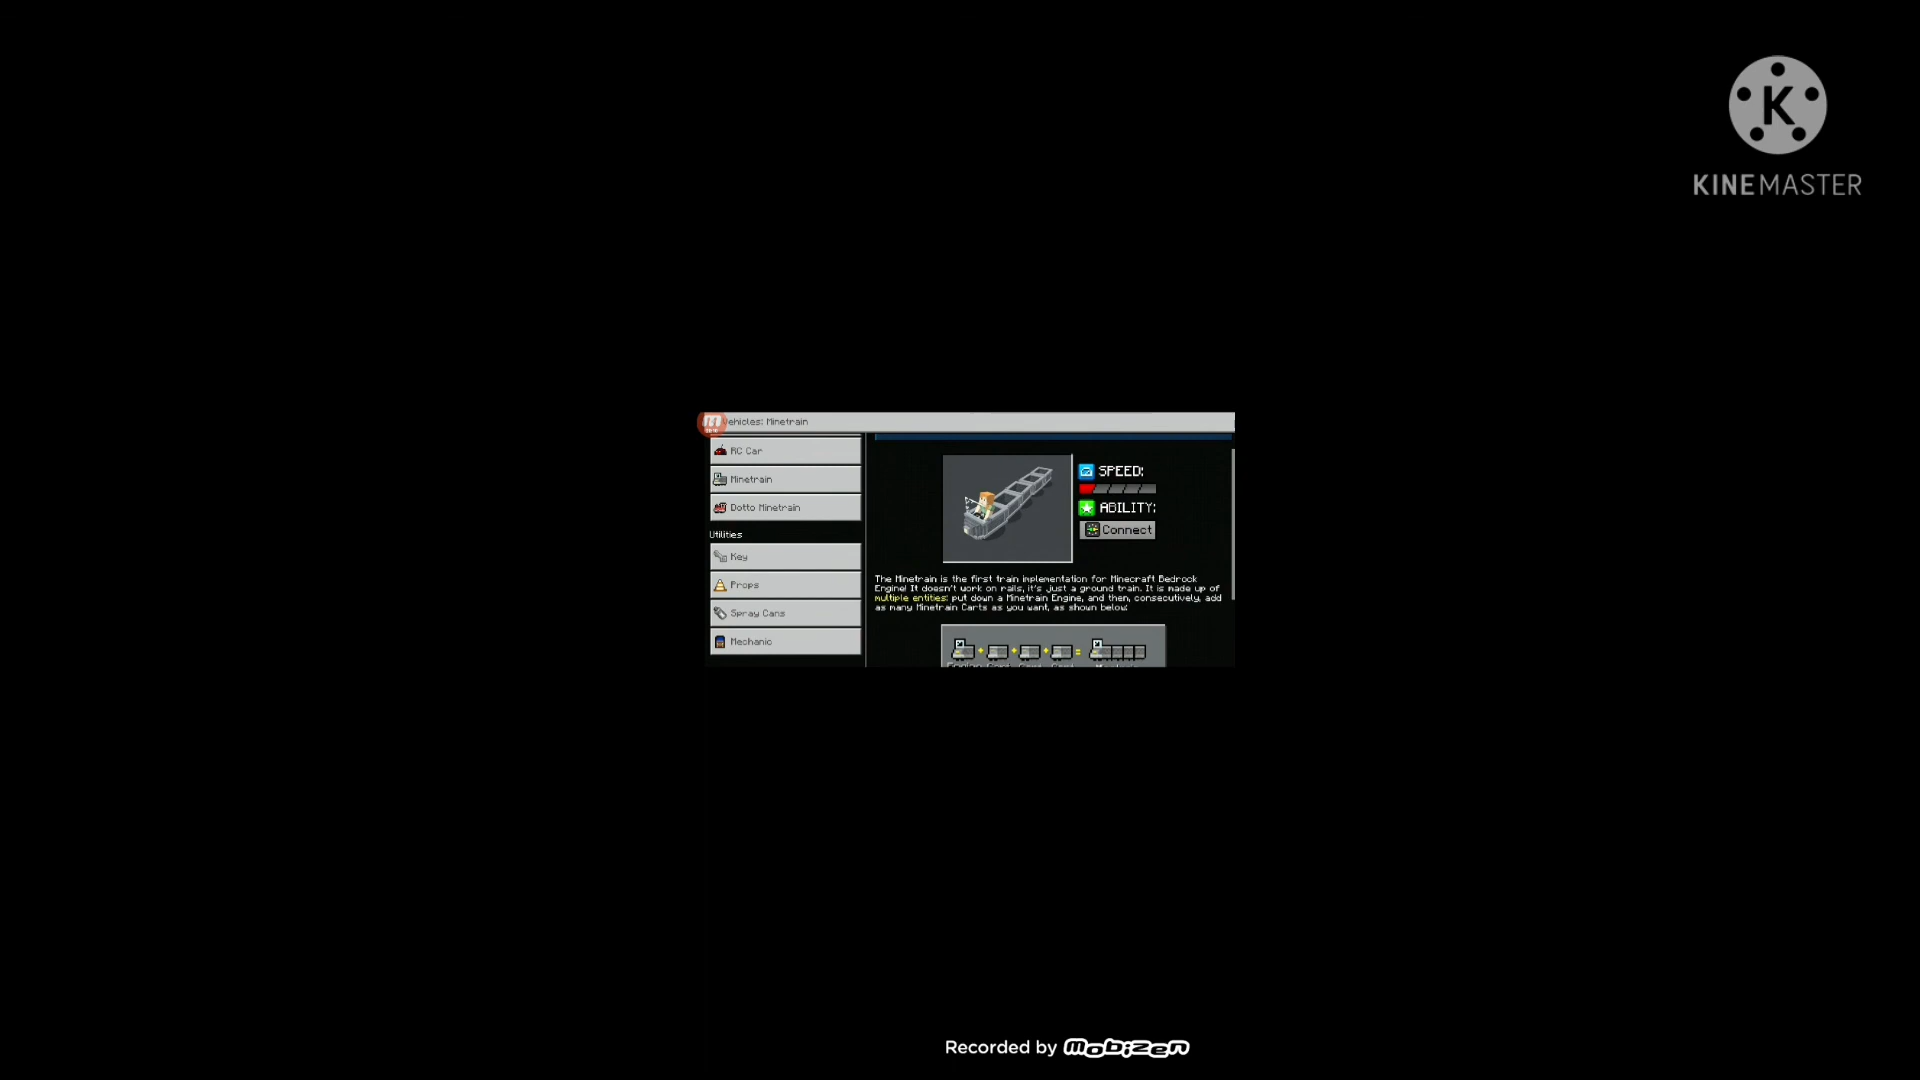 KINEMASTER
Vehicles: Minetrain
RC Car
Minetrain
Dotto Minetrain
Utilities
Key
Props
Spray Cans
Mechanic
SPEED:
ABILITY:
Connect
The Minetrain is the first train implementation for Minecraft Bedrock
Engine! It doesn't work on rails, it's just a ground train. It is made up of
multiple entities: put down a Minetrain Engine, and then, consecutively, add
as many Minetrain Carts as you want, as shown below:
Recorded by mobizen